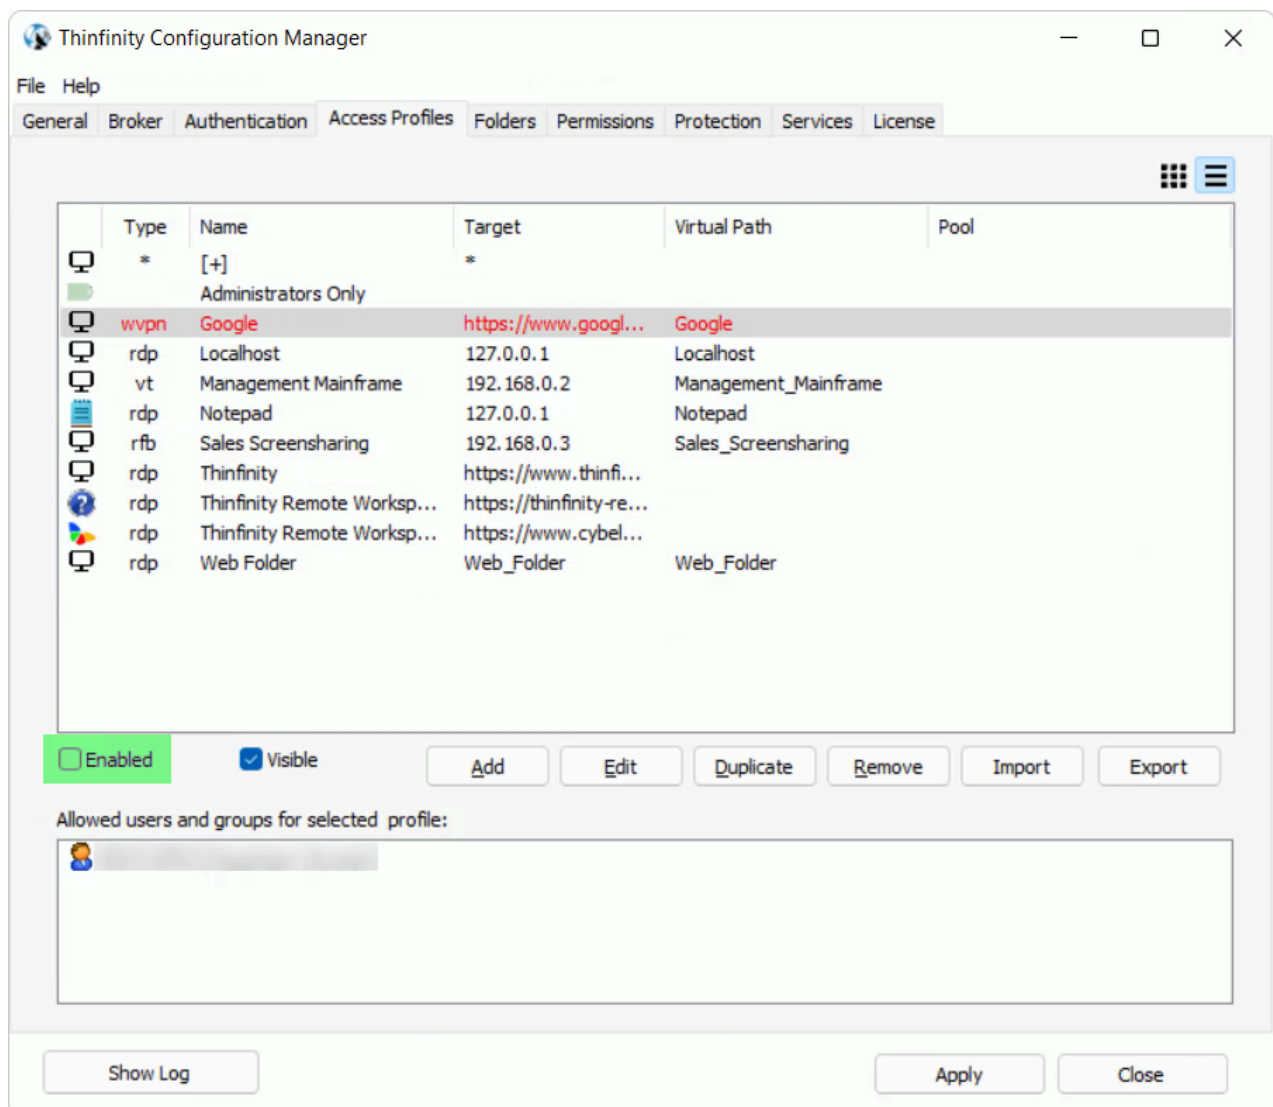 Thinfinity Configuration Manager
File Help
General Broker Authentication Access Profiles Folders Permissions Protection Services License
Type Name Target Virtual Path Pool
* [+] *
Administrators Only
wvpn Google https://www.googl... Google
rdp Localhost 127.0.0.1 Localhost
vt Management Mainframe 192.168.0.2 Management_Mainframe
rdp Notepad 127.0.0.1 Notepad
rfb Sales Screensharing 192.168.0.3 Sales_Screensharing
rdp Thinfinity https://www.thinfi...
rdp Thinfinity Remote Worksp... https://thinfinity-re...
rdp Thinfinity Remote Worksp... https://www.cybel...
rdp Web Folder Web_Folder Web_Folder
Enabled Visible Add Edit Duplicate Remove Import Export
Allowed users and groups for selected profile:
Show Log Apply Close